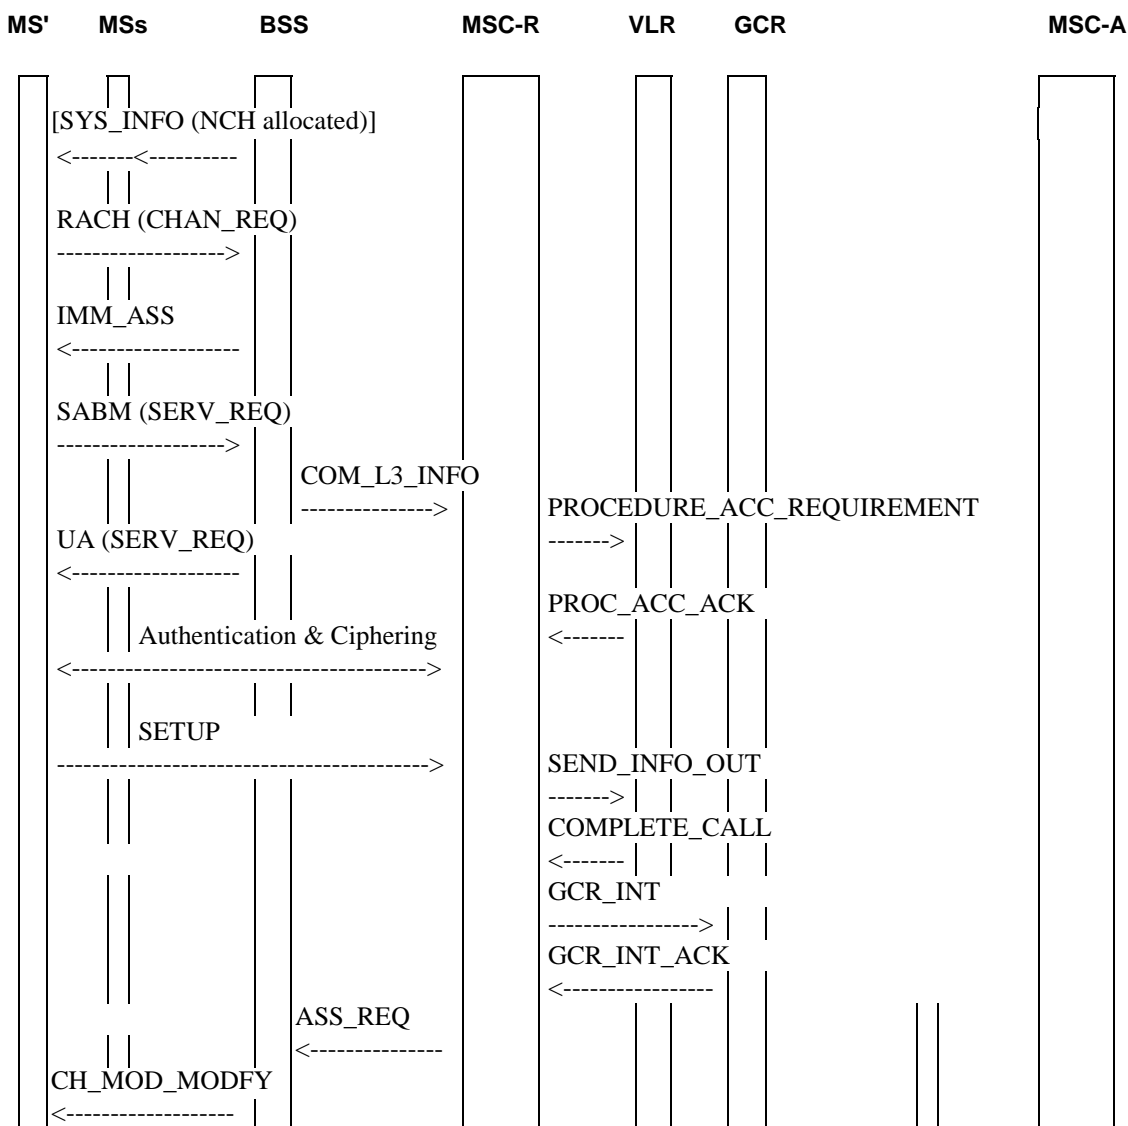 MS' MSs BSS MSC-R VLR GCR MSC-A
[SYS_INFO (NCH allocated)]
<-------<----------
RACH (CHAN_REQ)
------------------->
IMM_ASS
<-------------------
SABM (SERV_REQ)
------------------->
COM_L3_INFO
---------------> PROCEDURE_ACC_REQUIREMENT
UA (SERV_REQ) ------->
<-------------------
PROC_ACC_ACK
Authentication & Ciphering <-------
<---------------------------------------->
SETUP
------------------------------------------> SEND_INFO_OUT
------->
COMPLETE_CALL
<-------
GCR_INT
----------------->
GCR_INT_ACK
<-----------------
ASS_REQ
<---------------
CH_MOD_MODFY
<-------------------